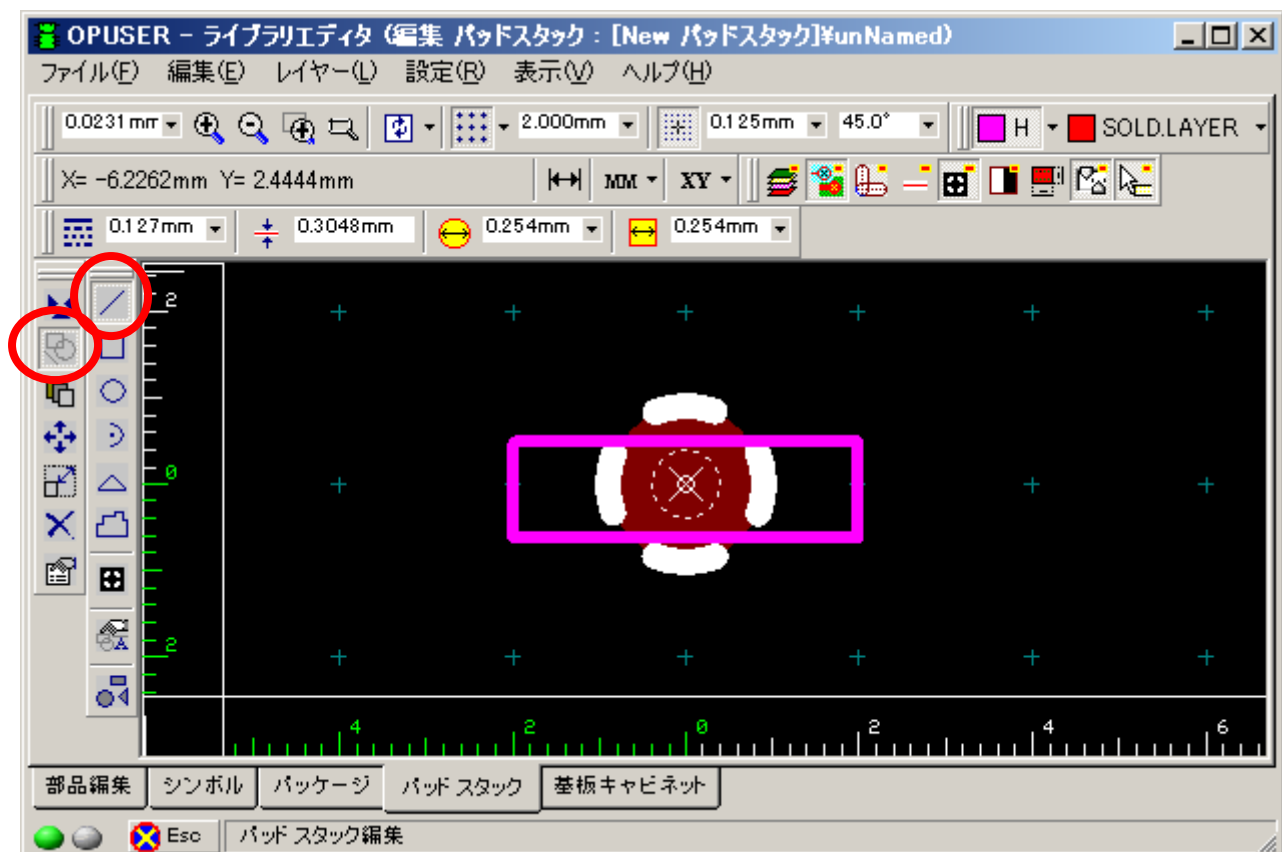 OPUSER - ライブラリエディタ (編集 パッドスタック : [New パッドスタック]¥unNamed)
ファイル(F) 編集(E) レイヤー(L) 設定(R) 表示(V) ヘルプ(H)
0.0231 mm 2.000mm 0.125mm 45.0° H SOLD.LAYER
X= -6.2262mm Y= 2.4444mm MM XY
0.127mm 0.3048mm 0.254mm 0.254mm
2
0
2
4 2 0 2 4 6
部品編集 シンボル パッケージ パッド スタック 基板キャビネット
Esc パッド スタック編集